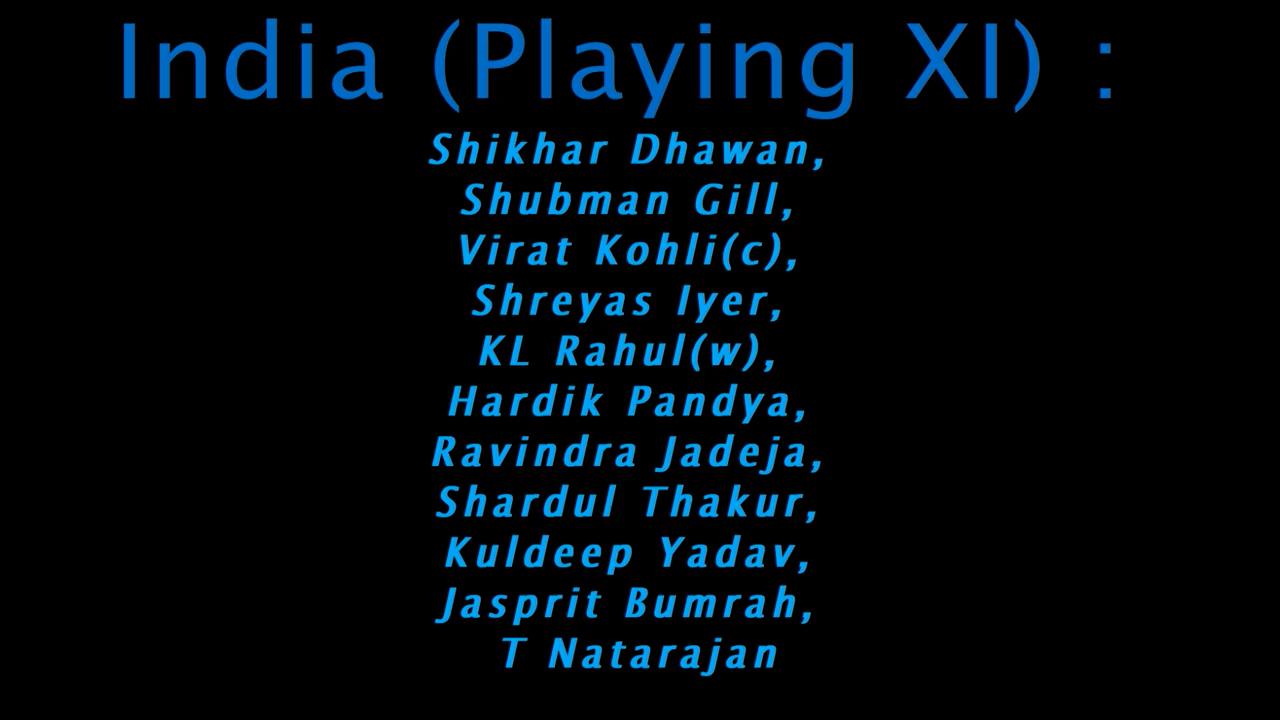 India (Playing XI) :
Shikhar Dhawan,
Shubman Gill,
Virat Kohli(c),
Shreyas Iyer,
KL Rahul(w),
Hardik Pandya,
Ravindra Jadeja,
Shardul Thakur,
Kuldeep Yadav,
Jasprit Bumrah,
T Natarajan